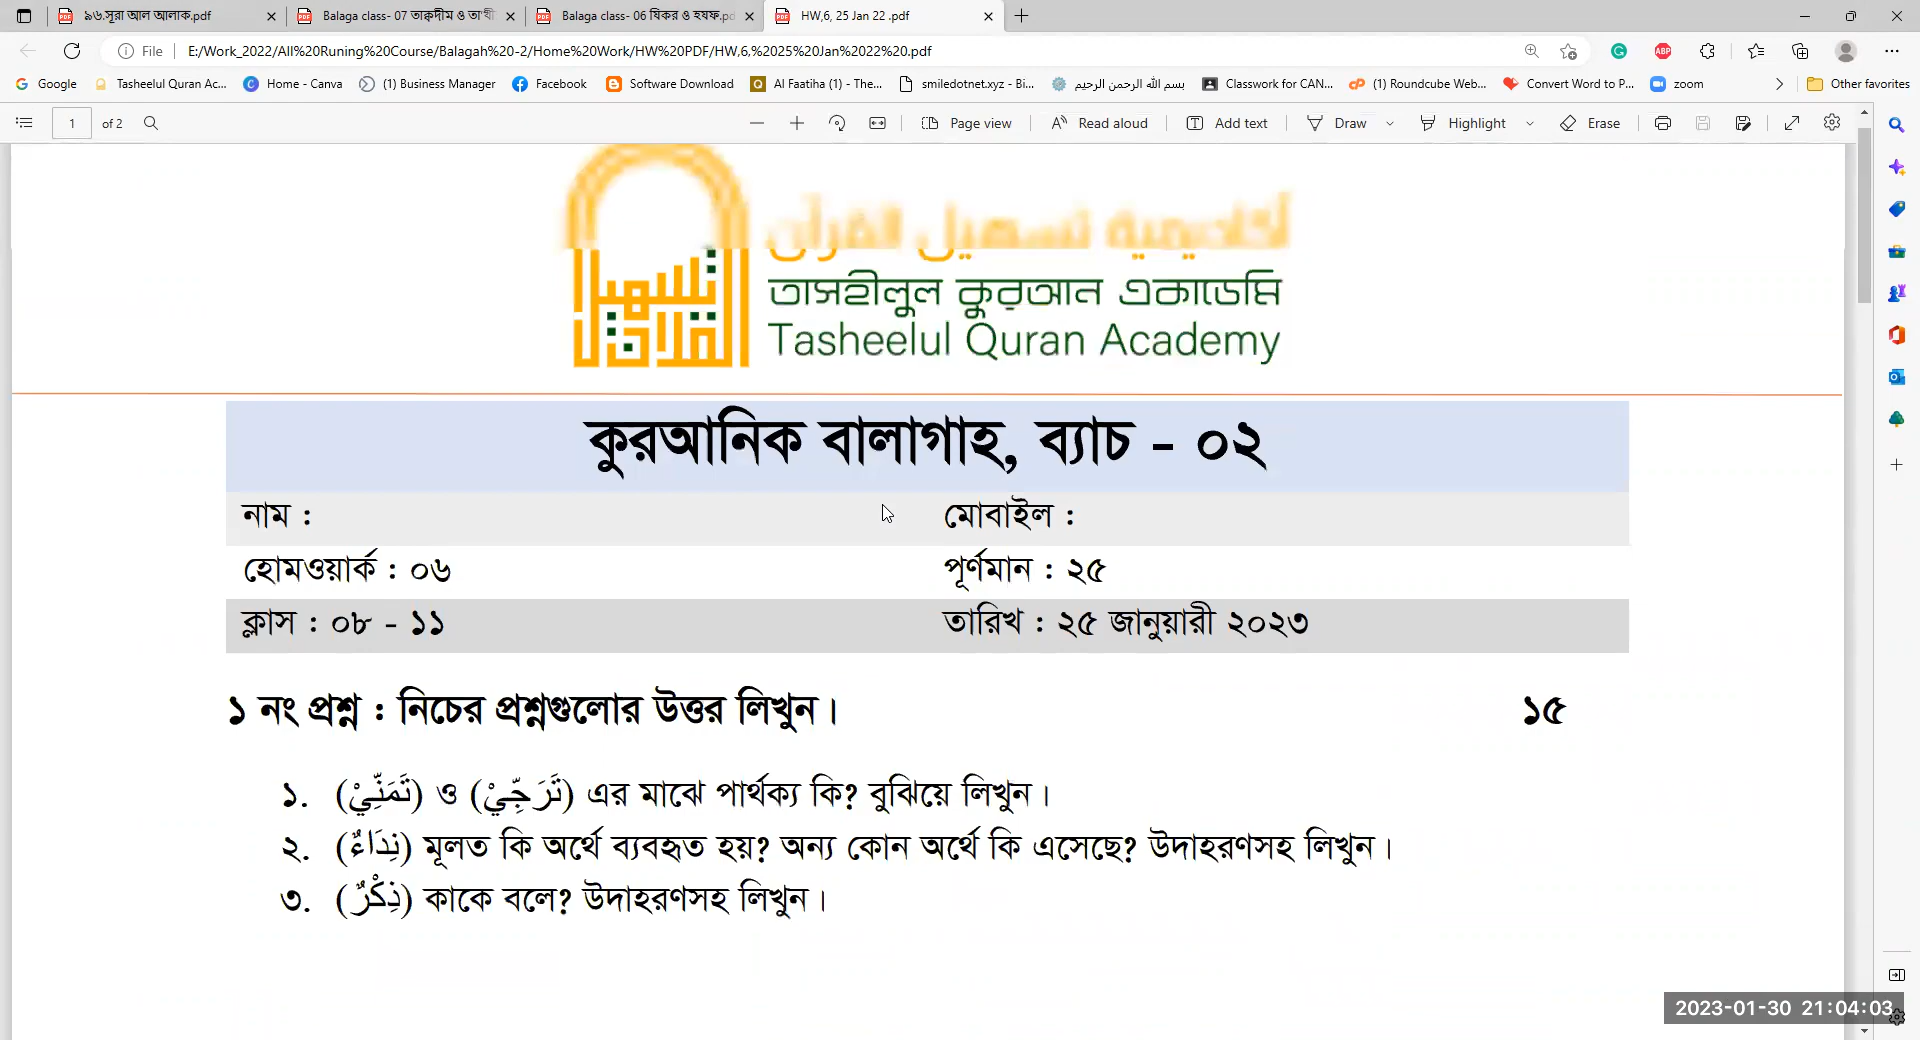 ৯৬.সূরা আল আলাক.pdf
Balaga class- 07 তাক্বদীম ও তা'খী
Balaga class- 06 যিকর ও হযফ.pd
HW,6, 25 Jan 22 .pdf
File
E:/Work_2022/All%20Runing%20Course/Balagah%20-2/Home%20Work/HW%20PDF/HW,6,%2025%20Jan%2022%20.pdf
Google
Tasheelul Quran Ac...
Home - Canva
(1) Business Manager
Facebook
Software Download
Al Faatiha (1) - The...
smiledotnet.xyz - Bi...
بسم الله الرحمن الرحيم
Classwork for CAN...
(1) Roundcube Web...
Convert Word to P...
zoom
Other favorites
1 of 2
Page view
Read aloud
Add text
Draw
Highlight
Erase
أكاديمية تسهيل القرآن
তাসহীলুল কুরআন একাডেমি
Tasheelul Quran Academy
কুরআনিক বালাগাহ, ব্যাচ - ০২
নাম : মোবাইল :
হোমওয়ার্ক : ০৬ পূর্ণমান : ২৫
ক্লাস : ০৮ - ১১ তারিখ : ২৫ জানুয়ারী ২০২৩
১ নং প্রশ্ন : নিচের প্রশ্নগুলোর উত্তর লিখুন। ১৫
১. (تَمَنِّيْ) ও (تَرَجِّيْ) এর মাঝে পার্থক্য কি? বুঝিয়ে লিখুন।
২. (نِدَاءٌ) মূলত কি অর্থে ব্যবহৃত হয়? অন্য কোন অর্থে কি এসেছে? উদাহরণসহ লিখুন।
৩. (ذِكْرٌ) কাকে বলে? উদাহরণসহ লিখুন।
2023-01-30 21:04:03